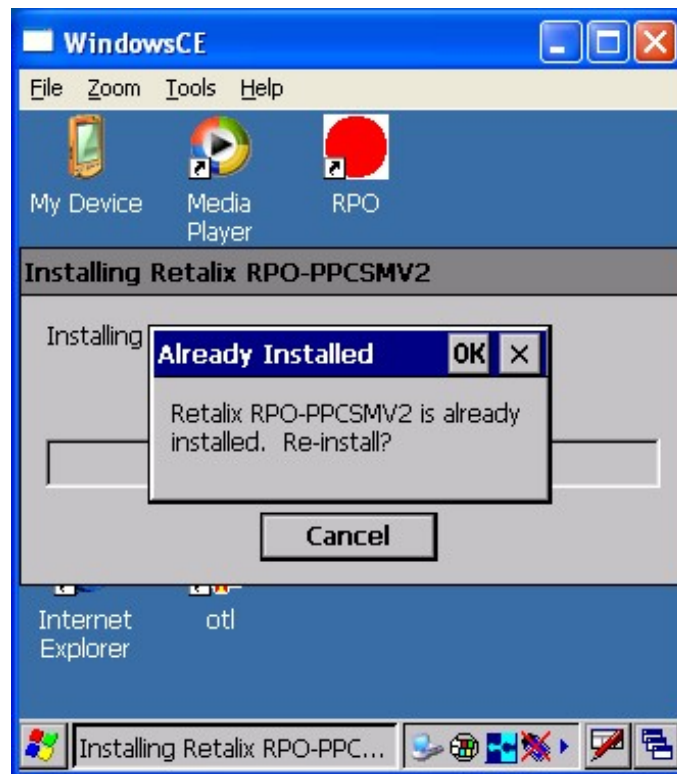 WindowsCE
File Zoom Tools Help
My Device
Media
Player
RPO
Installing Retalix RPO-PPCSMV2
Installing
Already Installed OK
Retalix RPO-PPCSMV2 is already
installed. Re-install?
Cancel
Internet
Explorer
otl
Installing Retalix RPO-PPC...